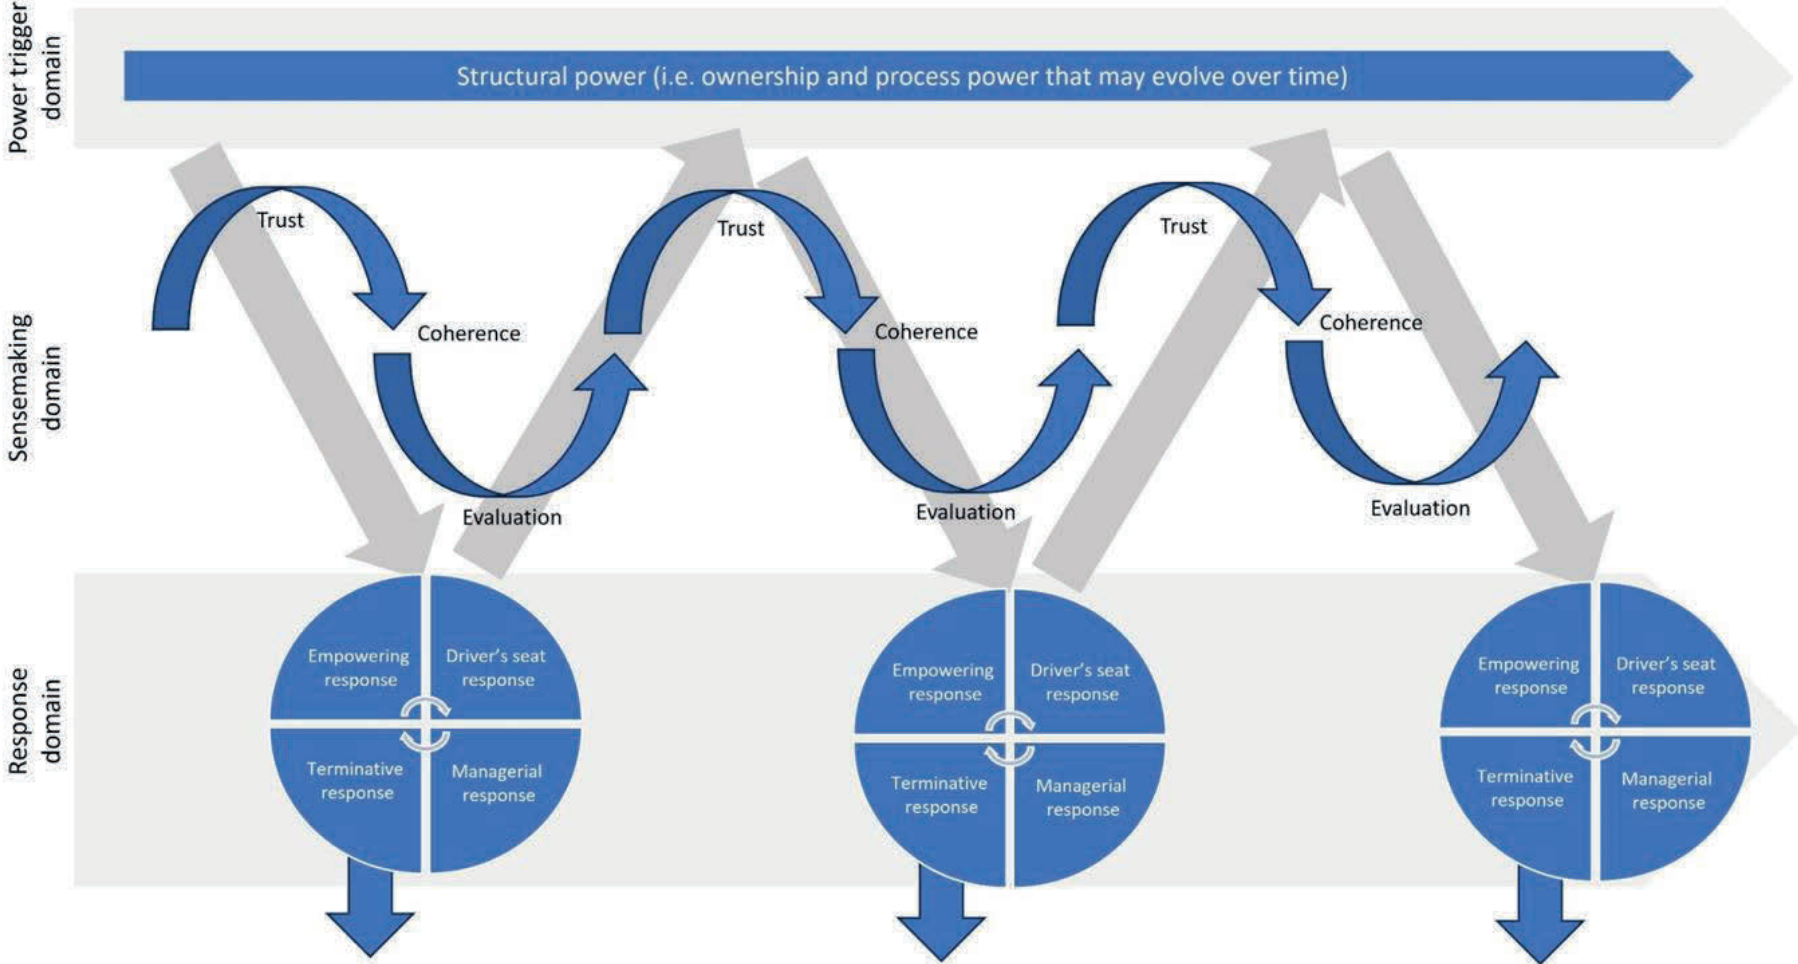 Power trigger
domain
Structural power (i.e. ownership and process power that may evolve over time)
Trust
Trust
Trust
Sensemaking
domain
Coherence
Coherence
Coherence
Evaluation
Evaluation
Evaluation
Response
domain
Empowering
response
Driver's seat
response
Terminative
response
Managerial
response
Empowering
response
Driver's seat
response
Terminative
response
Managerial
response
Empowering
response
Driver's seat
response
Terminative
response
Managerial
response